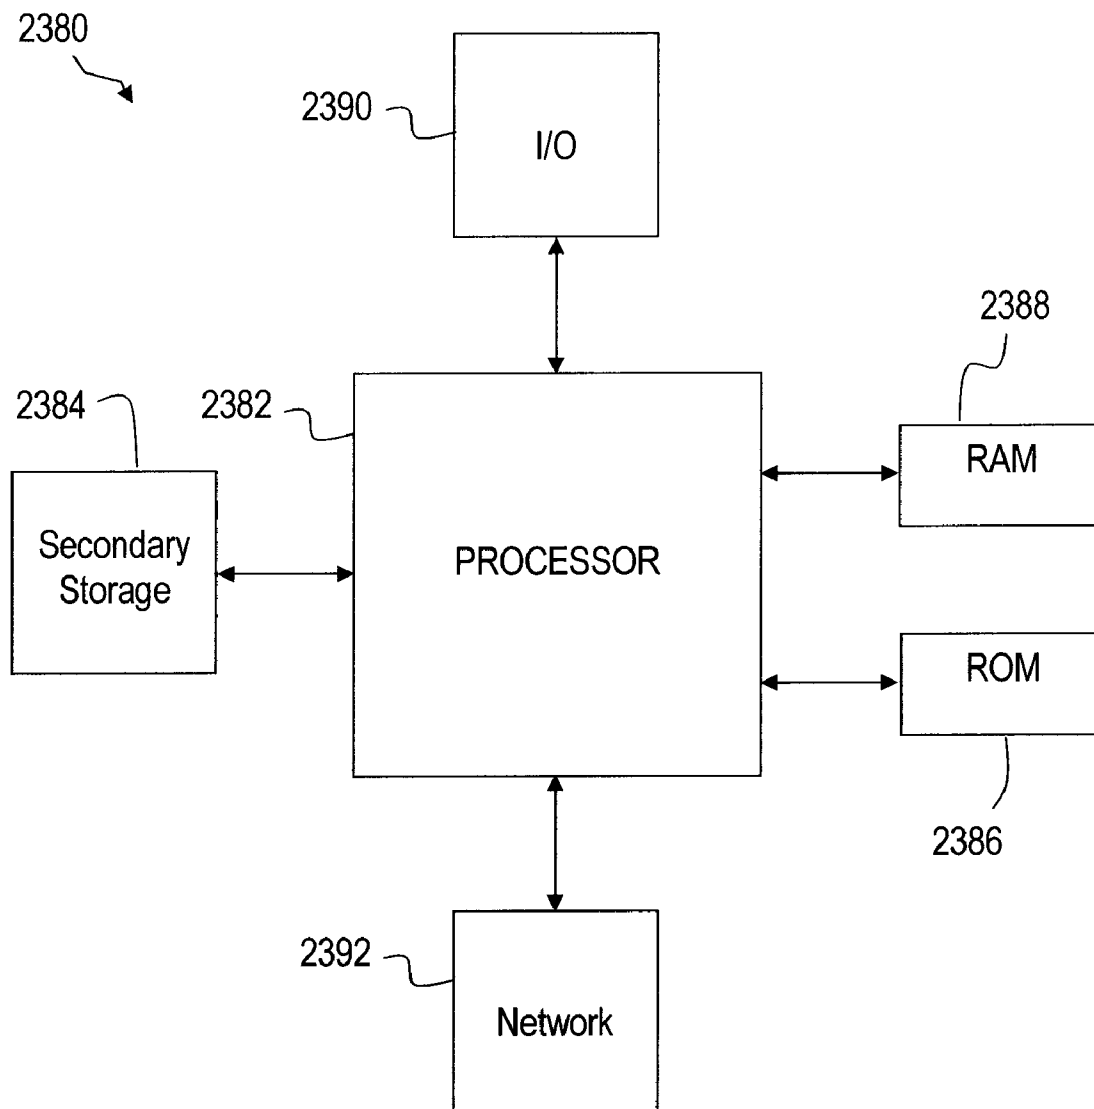 2380
2390
I/O
2388
2384
2382
RAM
Secondary
Storage
PROCESSOR
ROM
2386
2392
Network